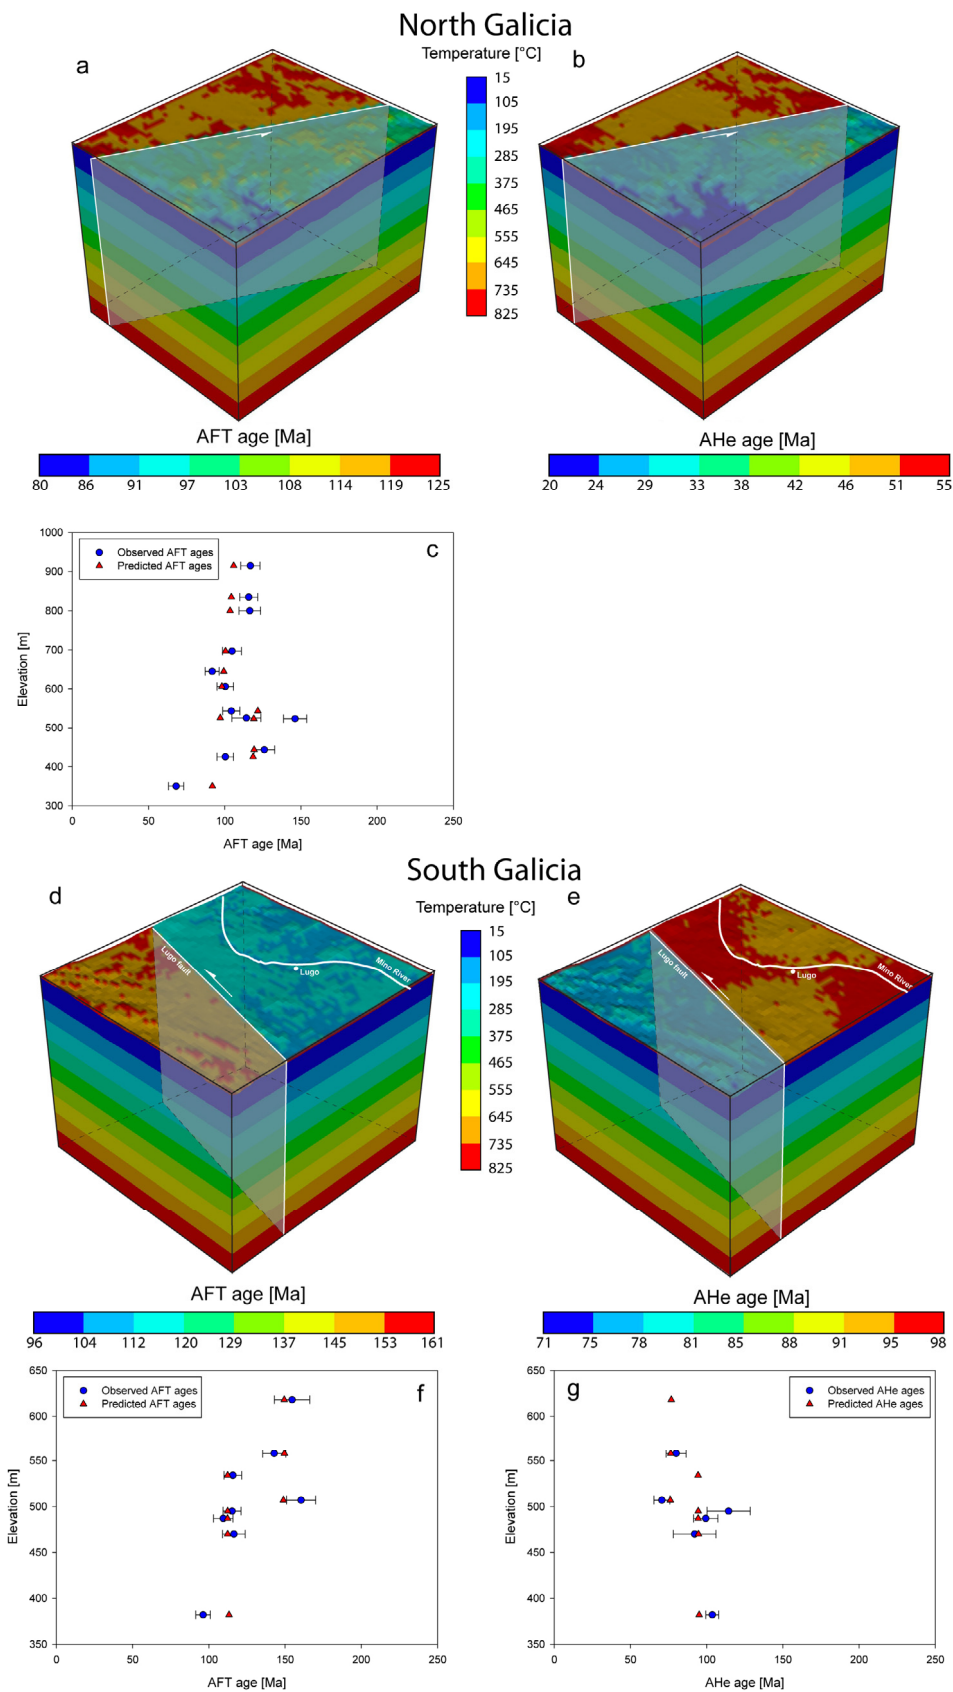 North Galicia
Temperature [°C]
a
b
15
105
195
285
375
465
555
645
735
825
AFT age [Ma]
80 86 91 97 103 108 114 119 125
AHe age [Ma]
20 24 29 33 38 42 46 51 55
c
Observed AFT ages
Predicted AFT ages
Elevation [m]
1000
900
800
700
600
500
400
300
0 50 100 150 200 250
AFT age [Ma]
South Galicia
Temperature [°C]
d
e
Lugo fault
Lugo
Mino River
Lugo fault
Lugo
Mino River
15
105
195
285
375
465
555
645
735
825
AFT age [Ma]
96 104 112 120 129 137 145 153 161
AHe age [Ma]
71 75 78 81 85 88 91 95 98
f
Observed AFT ages
Predicted AFT ages
Elevation [m]
650
600
550
500
450
400
350
0 50 100 150 200 250
AFT age [Ma]
g
Observed AHe ages
Predicted AHe ages
Elevation [m]
650
600
550
500
450
400
350
0 50 100 150 200 250
AHe age [Ma]